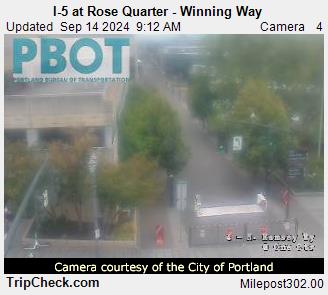 I-5 at Rose Quarter - Winning Way
Updated Sep 14 2024 9:12 AM Camera 4
PBOT
PORTLAND BUREAU OF TRANSPORTATION
Camera courtesy of the City of Portland
TripCheck.com Milepost302.00